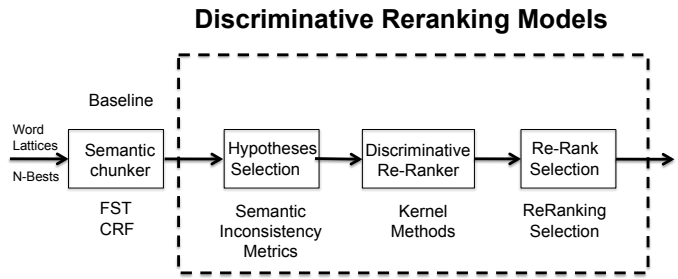 Discriminative Reranking Models
Baseline
Word
Lattices
N-Bests
Semantic
chunker
FST
CRF
Hypotheses
Selection
Semantic
Inconsistency
Metrics
Discriminative
Re-Ranker
Kernel
Methods
Re-Rank
Selection
ReRanking
Selection